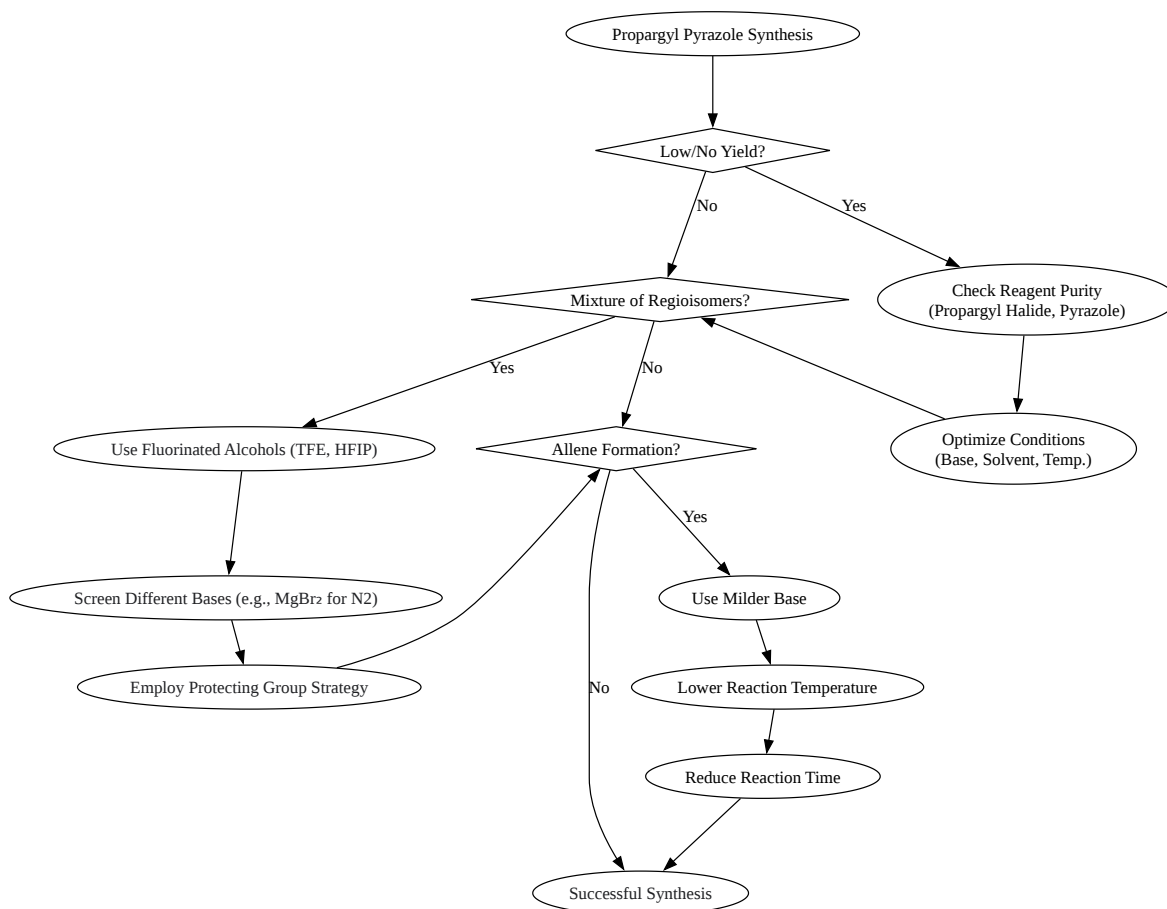 Propargyl Pyrazole Synthesis
Low/No Yield?
No
Yes
Mixture of Regioisomers?
Check Reagent Purity
(Propargyl Halide, Pyrazole)
Yes
No
Use Fluorinated Alcohols (TFE, HFIP)
Allene Formation?
Optimize Conditions
(Base, Solvent, Temp.)
Yes
Screen Different Bases (e.g., MgBr₂ for N2)
Use Milder Base
Employ Protecting Group Strategy
No
Lower Reaction Temperature
Reduce Reaction Time
Successful Synthesis